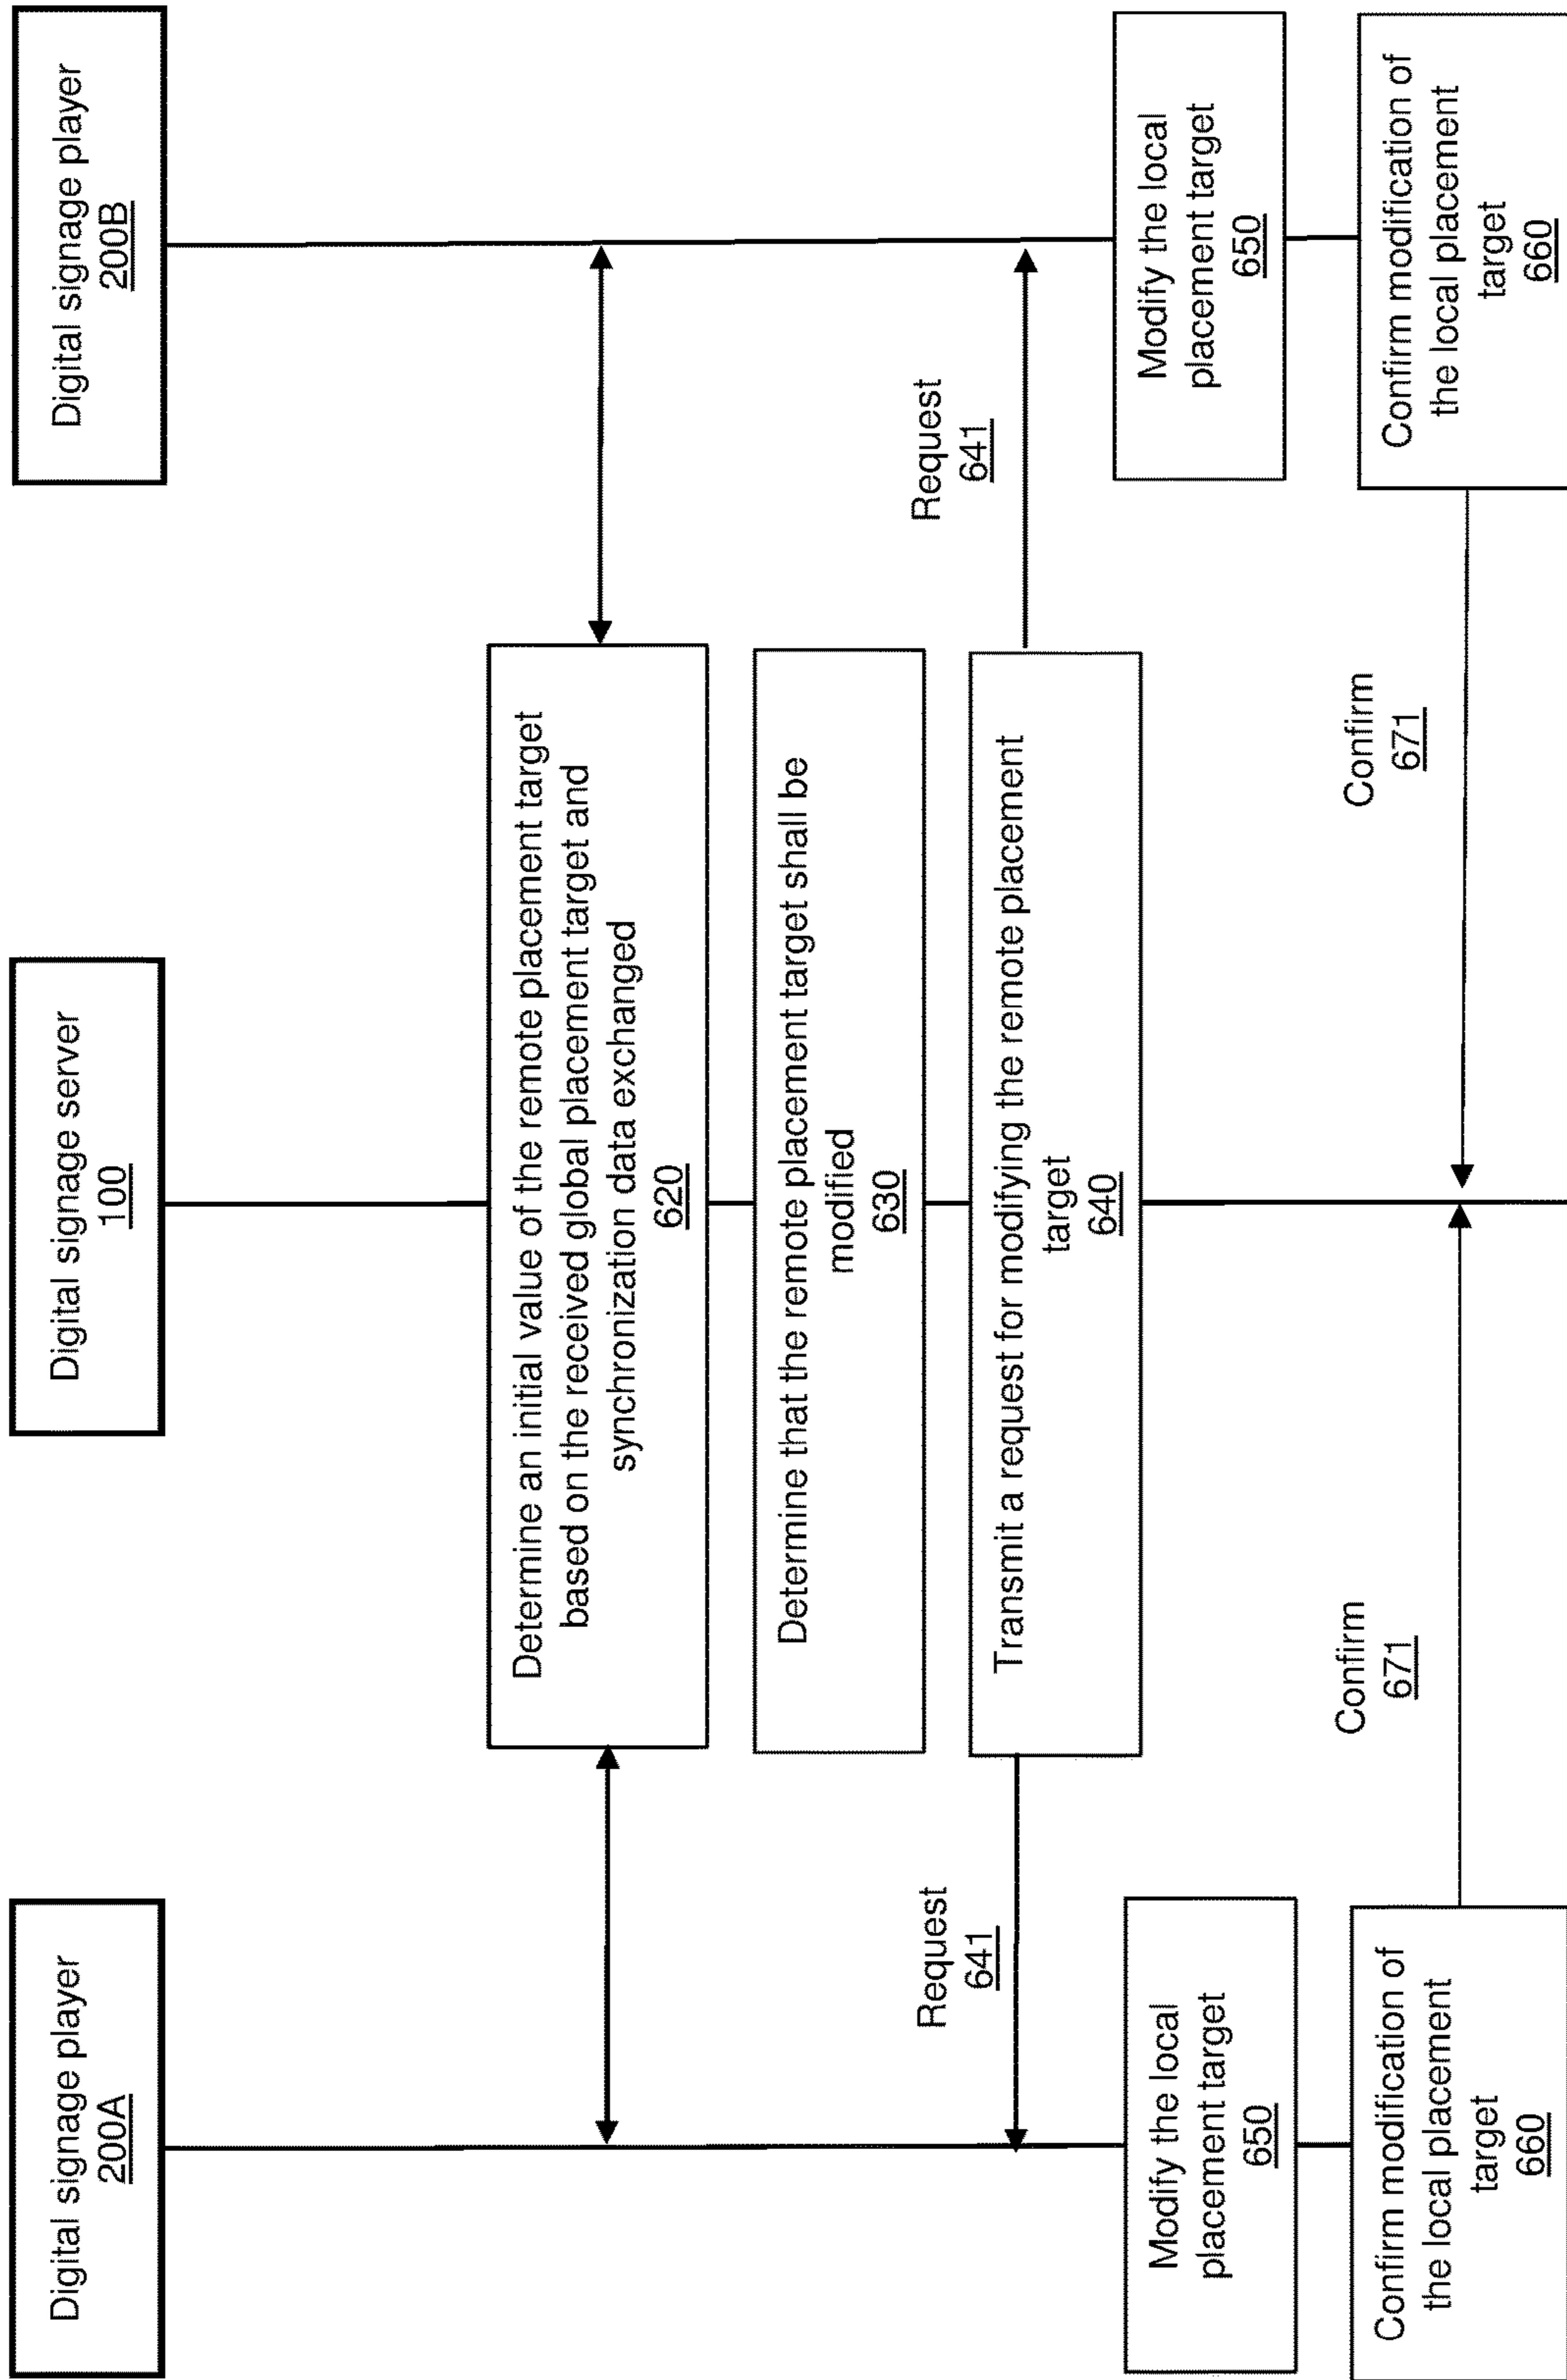 Digital signage player
200A
Digital signage server
100
Digital signage player
200B
Determine an initial value of the remote placement target
based on the received global placement target and
synchronization data exchanged
620
Determine that the remote placement target shall be
modified
630
Request
641
Transmit a request for modifying the remote placement
target
640
Request
641
Modify the local
placement target
650
Modify the local
placement target
650
Confirm modification of
the local placement
target
660
Confirm
671
Confirm
671
Confirm modification of
the local placement
target
660